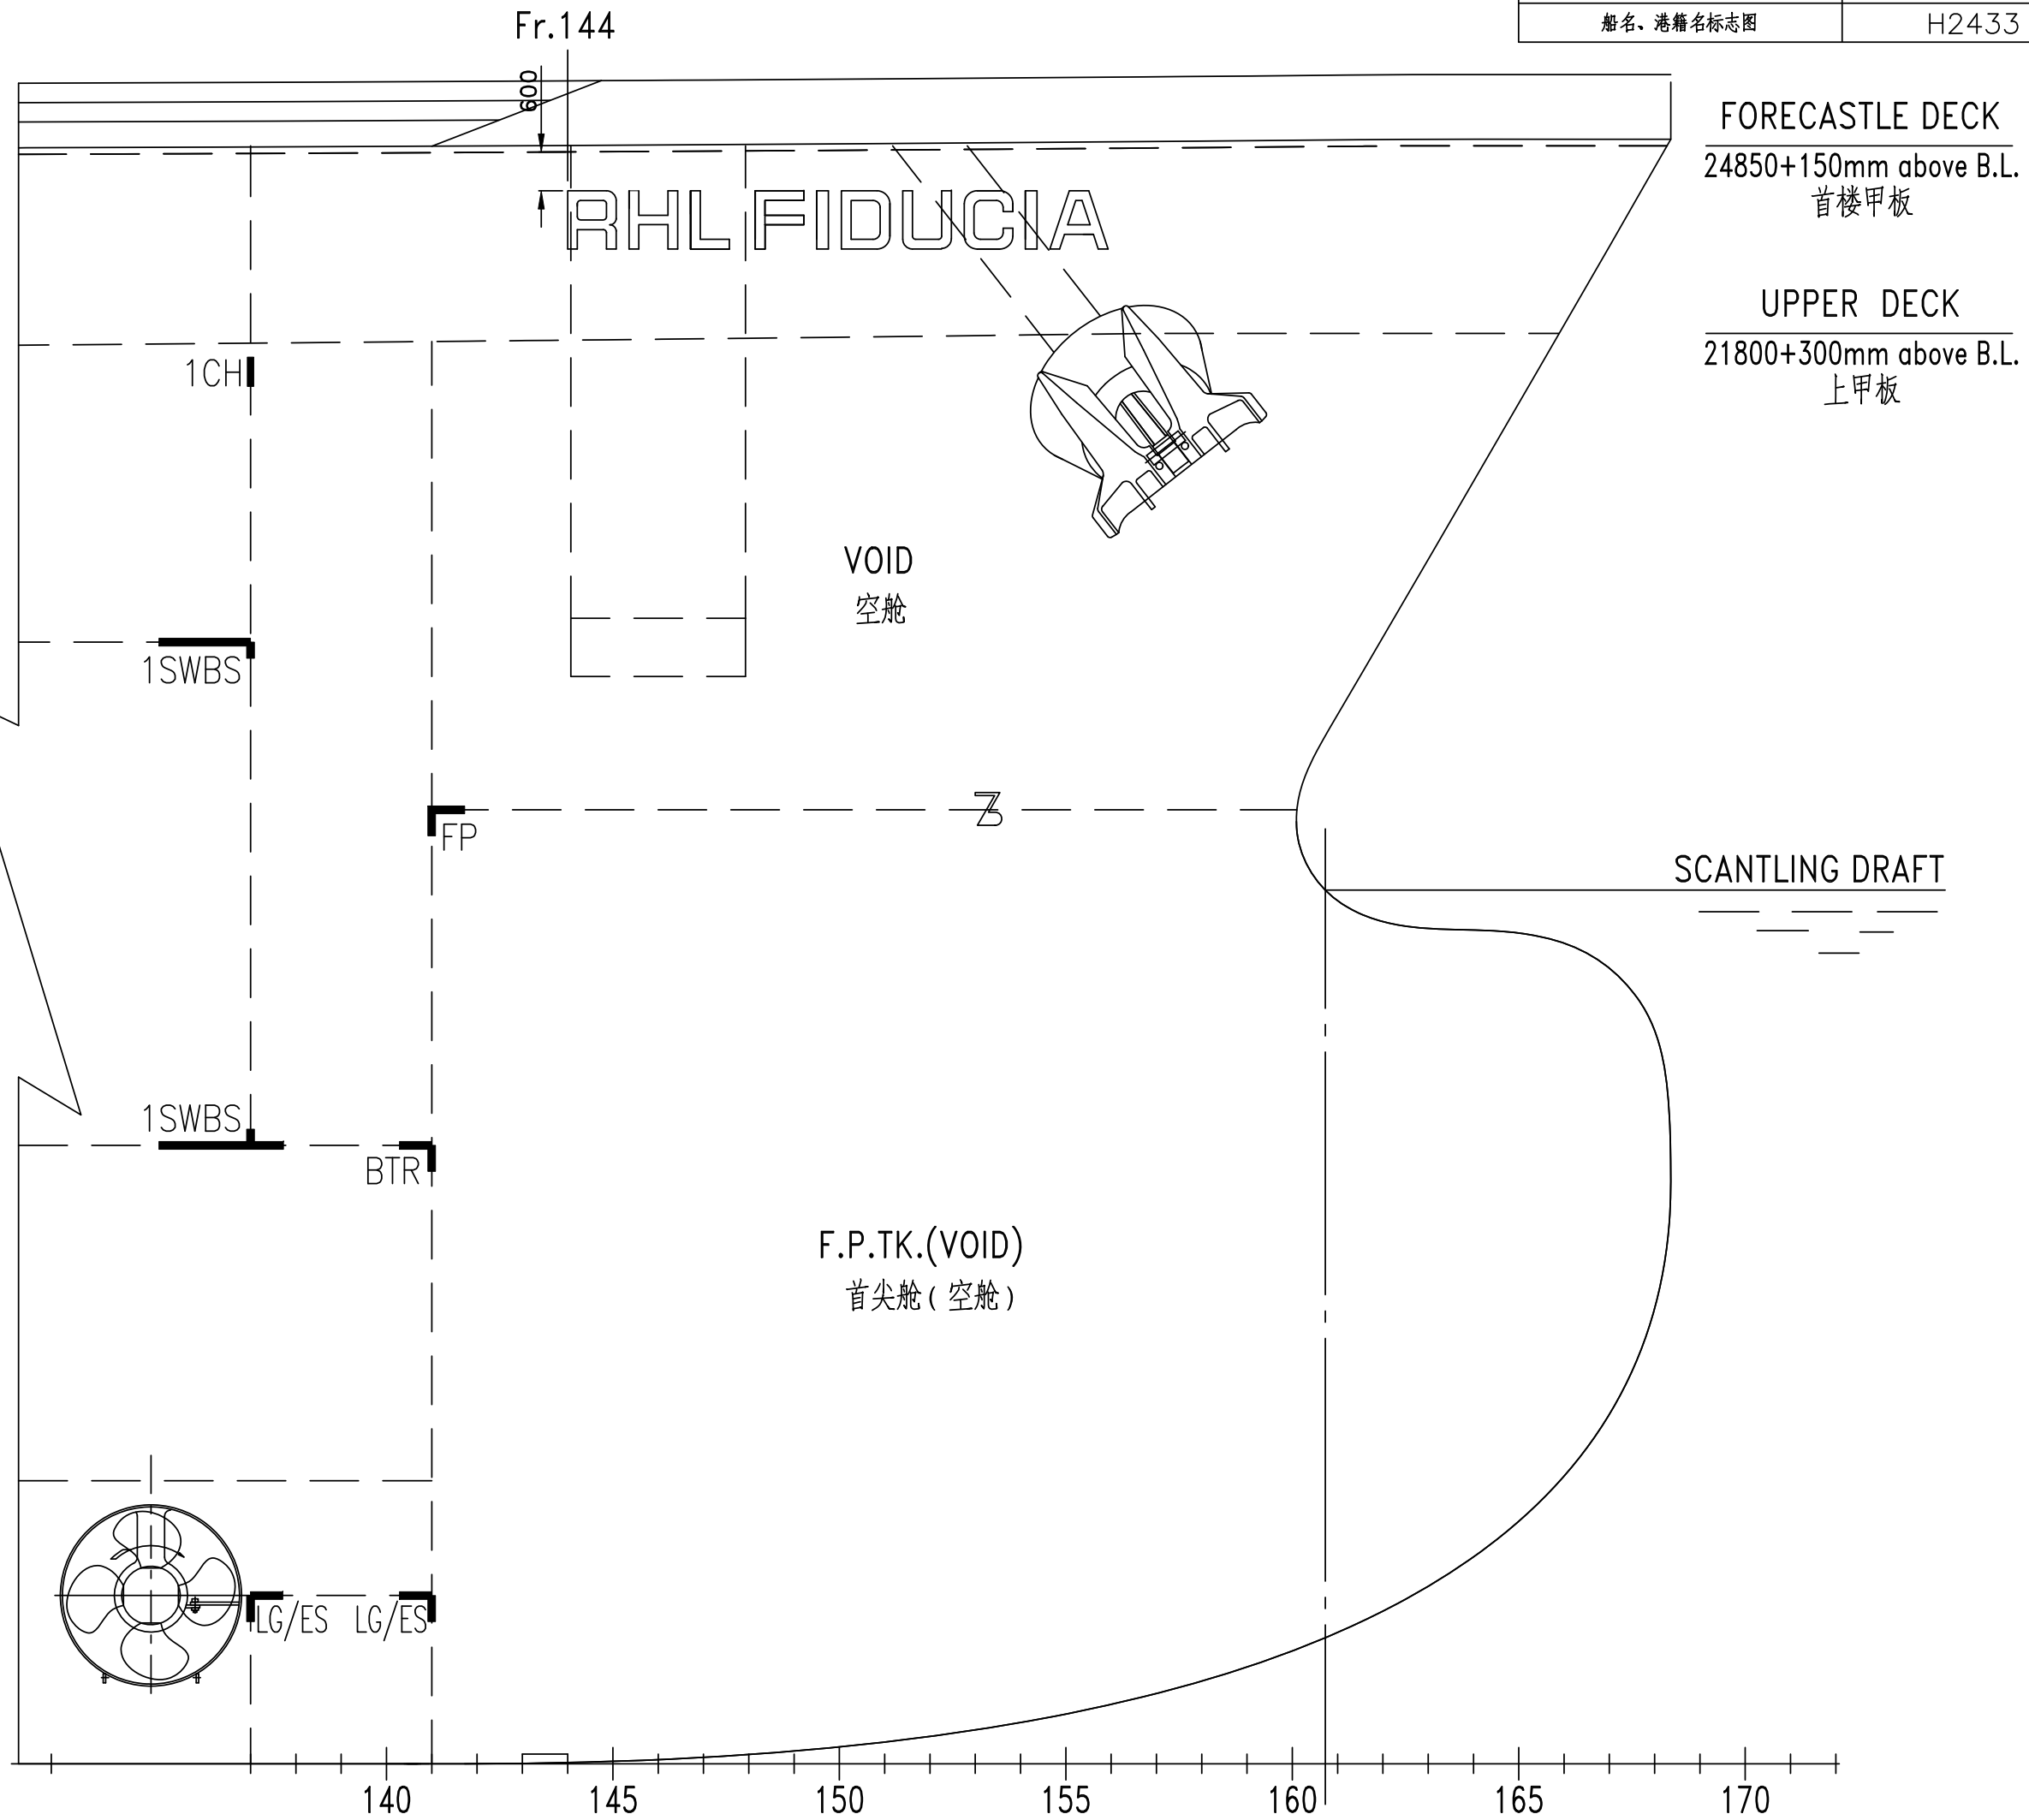 船名、港籍名标志图 H2433
Fr.144
600
FORECASTLE DECK
24850+150mm above B.L.
首楼甲板
RHL FIDUCIA
UPPER DECK
21800+300mm above B.L.
上甲板
1CH
VOID
空舱
1SWBS
FP
SCANTLING DRAFT
1SWBS
BTR
F.P.TK.(VOID)
首尖舱(空舱)
LG/ES LG/ES
140 145 150 155 160 165 170